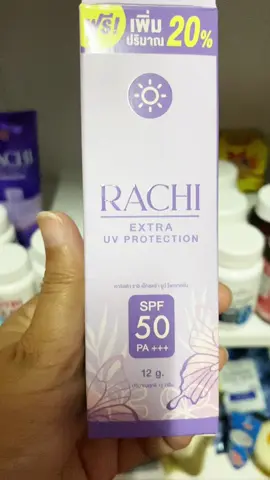 ฟรี! เพิ่ม
ปริมาณ 20%
RACHI
RACHI
EXTRA
UV PROTECTION
SPF
50
PA +++
12 g.